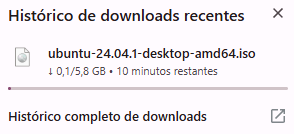 Histórico de downloads recentes
ubuntu-24.04.1-desktop-amd64.iso
↓ 0,1/5,8 GB • 10 minutos restantes
Histórico completo de downloads